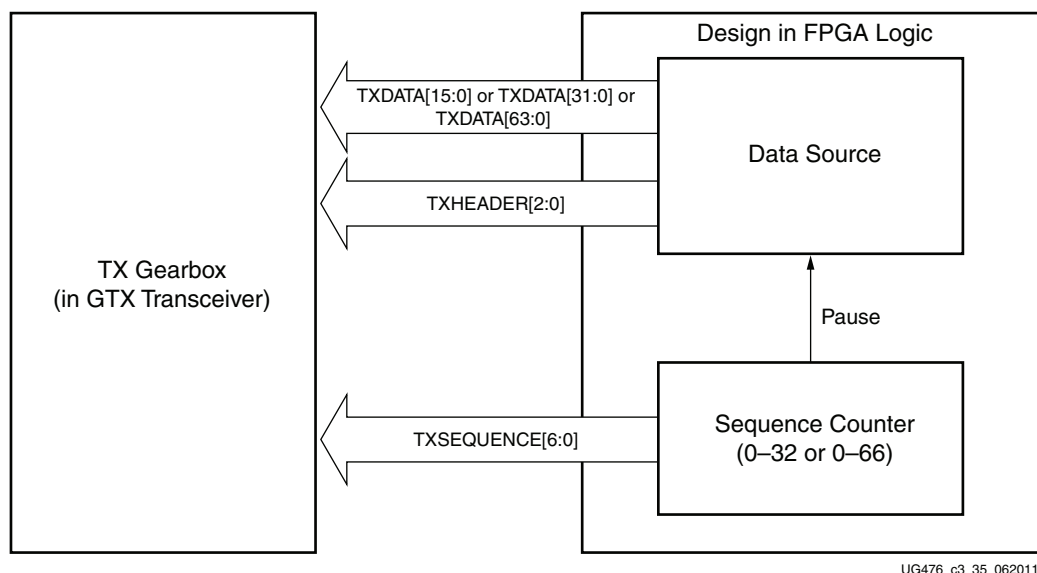 Design in FPGA Logic
TXDATA[15:0] or TXDATA[31:0] or
TXDATA[63:0]
Data Source
TXHEADER[2:0]
TX Gearbox
(in GTX Transceiver)
Pause
TXSEQUENCE[6:0]
Sequence Counter
(0–32 or 0–66)
UG476_c3_35_062011